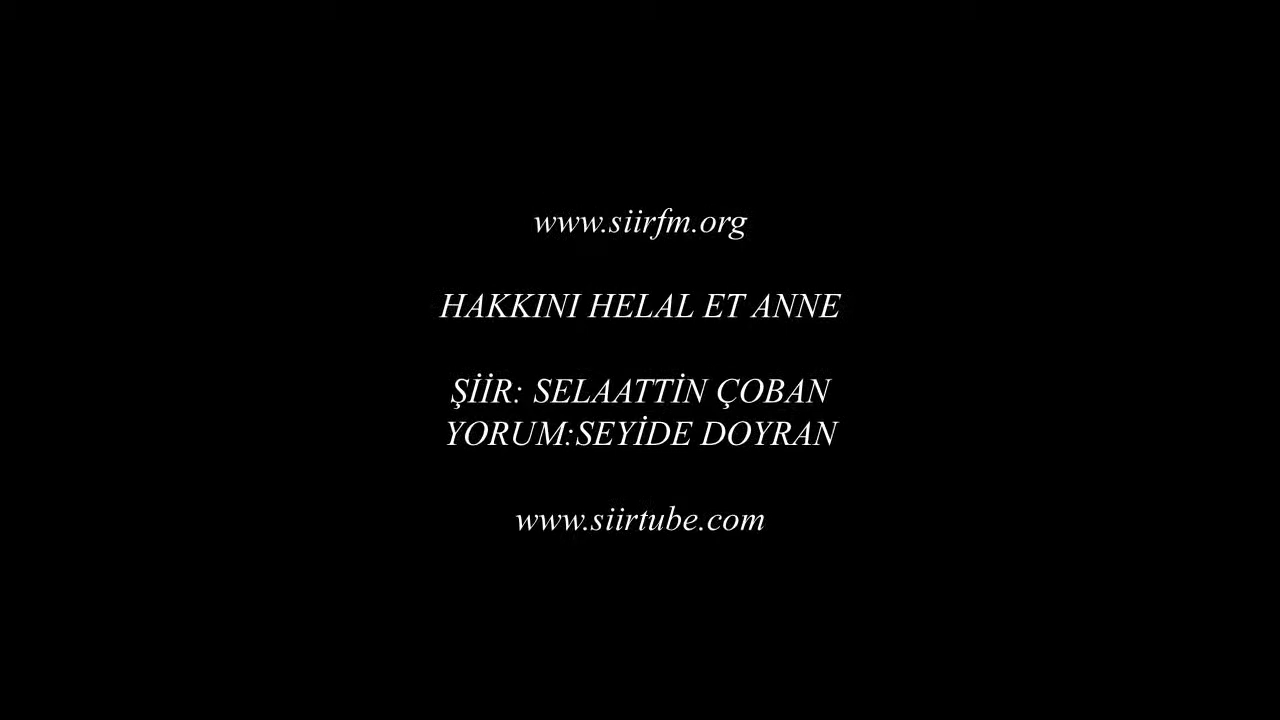 www.siirfm.org
HAKKINI HELAL ET ANNE
ŞİİR: SELAATTİN ÇOBAN
YORUM:SEYİDE DOYRAN
www.siirtube.com